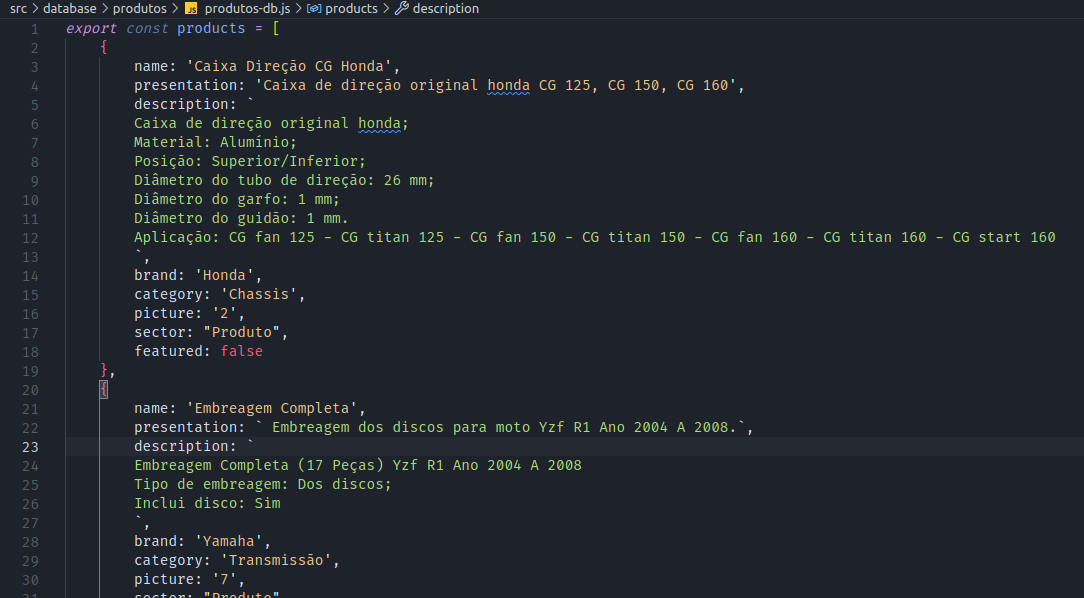 src > database > produtos > JS produtos-db.js > products > description
1 export const products = [
2 {
3 name: 'Caixa Direção CG Honda',
4 presentation: 'Caixa de direção original honda CG 125, CG 150, CG 160',
5 description: `
6 Caixa de direção original honda;
7 Material: Alumínio;
8 Posição: Superior/Inferior;
9 Diâmetro do tubo de direção: 26 mm;
10 Diâmetro do garfo: 1 mm;
11 Diâmetro do guidão: 1 mm.
12 Aplicação: CG fan 125 - CG titan 125 - CG fan 150 - CG titan 150 - CG fan 160 - CG titan 160 - CG start 160
13 `,
14 brand: 'Honda',
15 category: 'Chassis',
16 picture: '2',
17 sector: "Produto",
18 featured: false
19 },
20 {
21 name: 'Embreagem Completa',
22 presentation: ` Embreagem dos discos para moto Yzf R1 Ano 2004 A 2008.`,
23 description: `
24 Embreagem Completa (17 Peças) Yzf R1 Ano 2004 A 2008
25 Tipo de embreagem: Dos discos;
26 Inclui disco: Sim
27 `,
28 brand: 'Yamaha',
29 category: 'Transmissão',
30 picture: '7',
31 sector: "Produto"